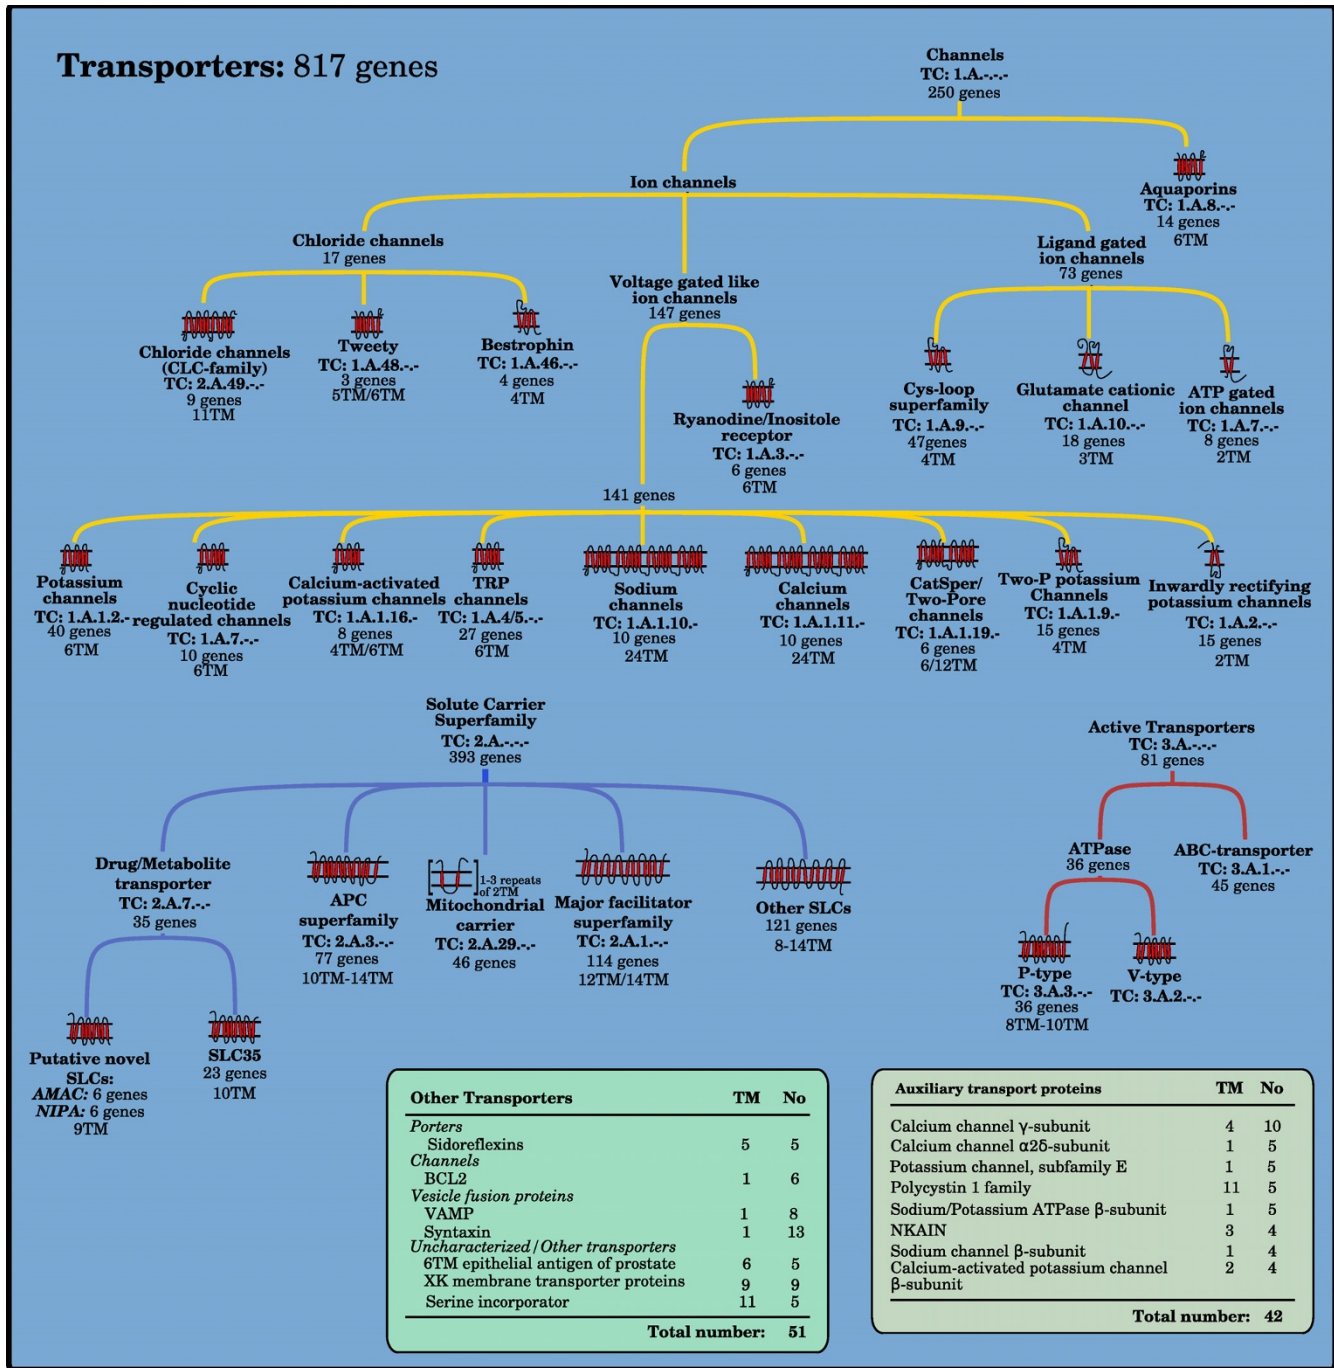 Transporters: 817 genes
Channels
TC: 1.A.-.-.-
250 genes
Ion channels
Aquaporins
TC: 1.A.8.-.-
14 genes
6TM
Chloride channels
17 genes
Voltage gated like
ion channels
147 genes
Ligand gated
ion channels
73 genes
Chloride channels
(CLC-family)
TC: 2.A.49.-.-
9 genes
11TM
Tweety
TC: 1.A.48.-.-
3 genes
5TM/6TM
Bestrophin
TC: 1.A.46.-.-
4 genes
4TM
Ryanodine/Inositole
receptor
TC: 1.A.3.-.-
6 genes
6TM
Cys-loop
superfamily
TC: 1.A.9.-.-
47genes
4TM
Glutamate cationic
channel
TC: 1.A.10.-.-
18 genes
3TM
ATP gated
ion channels
TC: 1.A.7.-.-
8 genes
2TM
141 genes
Potassium
channels
TC: 1.A.1.2.-
40 genes
6TM
Cyclic
nucleotide
regulated channels
TC: 1.A.7.-.-
10 genes
6TM
Calcium-activated
potassium channels
TC: 1.A.1.16.-
8 genes
4TM/6TM
TRP
channels
TC: 1.A.4/5.-.-
27 genes
6TM
Sodium
channels
TC: 1.A.1.10.-
10 genes
24TM
Calcium
channels
TC: 1.A.1.11.-
10 genes
24TM
CatSper/
Two-Pore
channels
TC: 1.A.1.19.-
6 genes
6/12TM
Two-P potassium
Channels
TC: 1.A.1.9.-
15 genes
4TM
Inwardly rectifying
potassium channels
TC: 1.A.2.-.-
15 genes
2TM
Solute Carrier
Superfamily
TC: 2.A.-.-.-
393 genes
Drug/Metabolite
transporter
TC: 2.A.7.-.-
35 genes
APC
superfamily
TC: 2.A.3.-.-
77 genes
10TM-14TM
1-3 repeats
of 2TM
Mitochondrial
carrier
TC: 2.A.29.-.-
46 genes
Major facilitator
superfamily
TC: 2.A.1.-.-
114 genes
12TM/14TM
Other SLCs
121 genes
8-14TM
Putative novel
SLCs:
AMAC: 6 genes
NIPA: 6 genes
9TM
SLC35
23 genes
10TM
Active Transporters
TC: 3.A.-.-.-
81 genes
ATPase
36 genes
ABC-transporter
TC: 3.A.1.-.-
45 genes
P-type
TC: 3.A.3.-.-
36 genes
8TM-10TM
V-type
TC: 3.A.2.-.-
Other Transporters TM No
Porters
Sidoreflexins 5 5
Channels
BCL2 1 6
Vesicle fusion proteins
VAMP 1 8
Syntaxin 1 13
Uncharacterized/Other transporters
6TM epithelial antigen of prostate 6 5
XK membrane transporter proteins 9 9
Serine incorporator 11 5
Total number: 51
Auxiliary transport proteins TM No
Calcium channel γ-subunit 4 10
Calcium channel α2δ-subunit 1 5
Potassium channel, subfamily E 1 5
Polycystin 1 family 11 5
Sodium/Potassium ATPase β-subunit 1 5
NKAIN 3 4
Sodium channel β-subunit 1 4
Calcium-activated potassium channel 2 4
β-subunit
Total number: 42